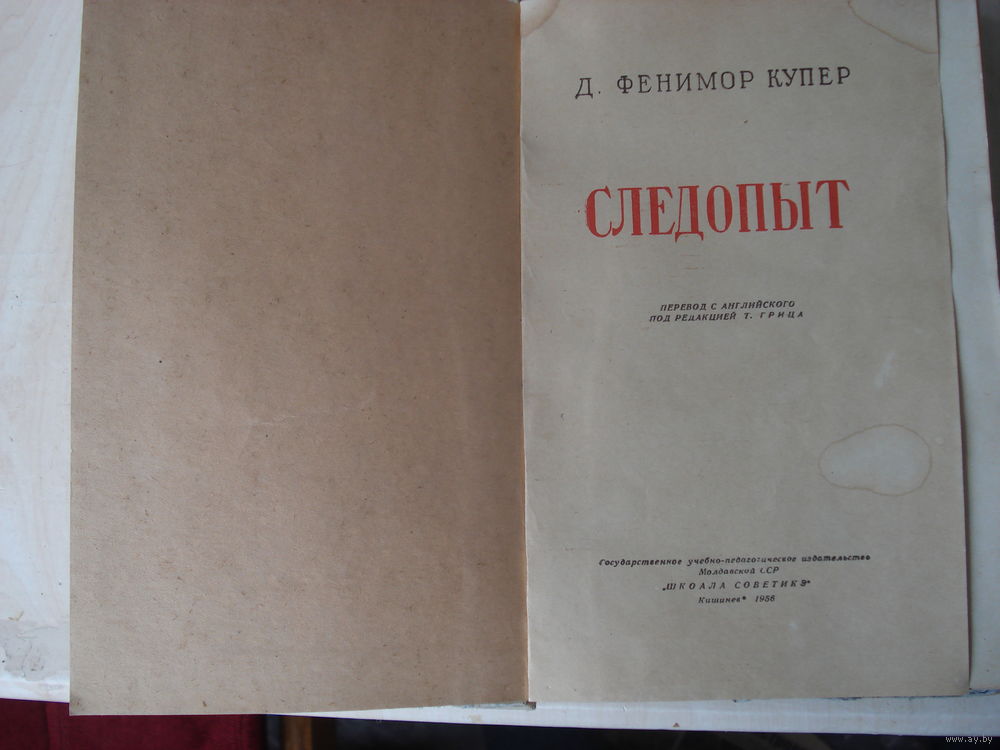 Д. ФЕНИМОР КУПЕР
СЛЕДОПЫТ
ПЕРЕВОД С АНГЛИЙСКОГО
ПОД РЕДАКЦИЕЙ Т. ГРИЦА
Государственное учебно-педагогическое издательство
Молдавской ССР
„ШКОАЛА СОВЕТИКЭ“
Кишинев * 1956
www.ay.by